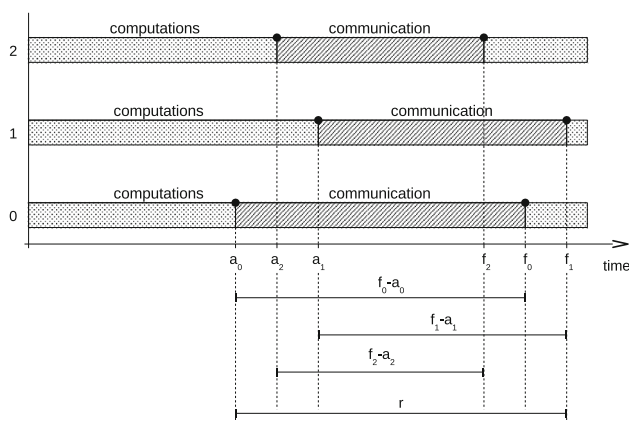 computations communication
2
computations communication
1
computations communication
0
a0 a2 a1 f2 f0 f1
time
f0-a0
f1-a1
f2-a2
r